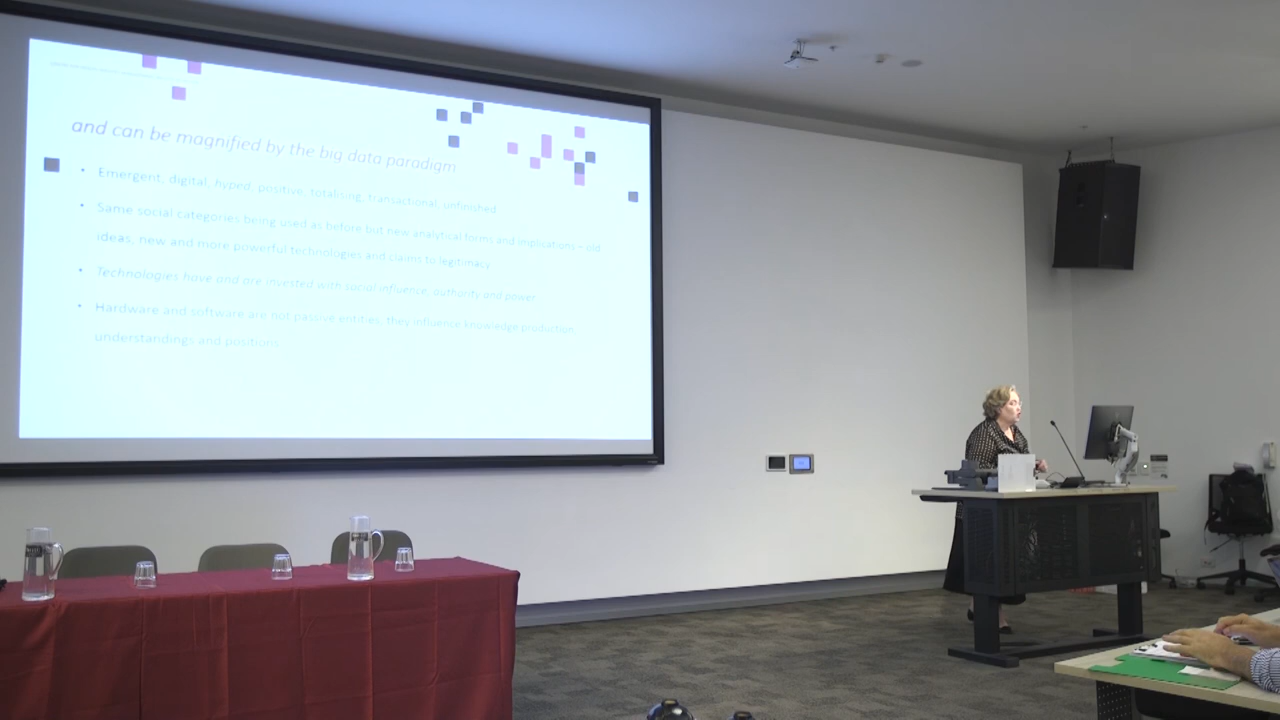 and can be magnified by the big data paradigm
• Emergent, digital, hyped, positive, totalising, transactional, unfinished
• Same social categories being used as before but new analytical forms and implications – old
ideas, new and more powerful technologies and claims to legitimacy
• Technologies have and are invested with social influence, authority and power
• Hardware and software are not passive entities, they influence knowledge production,
understandings and positions